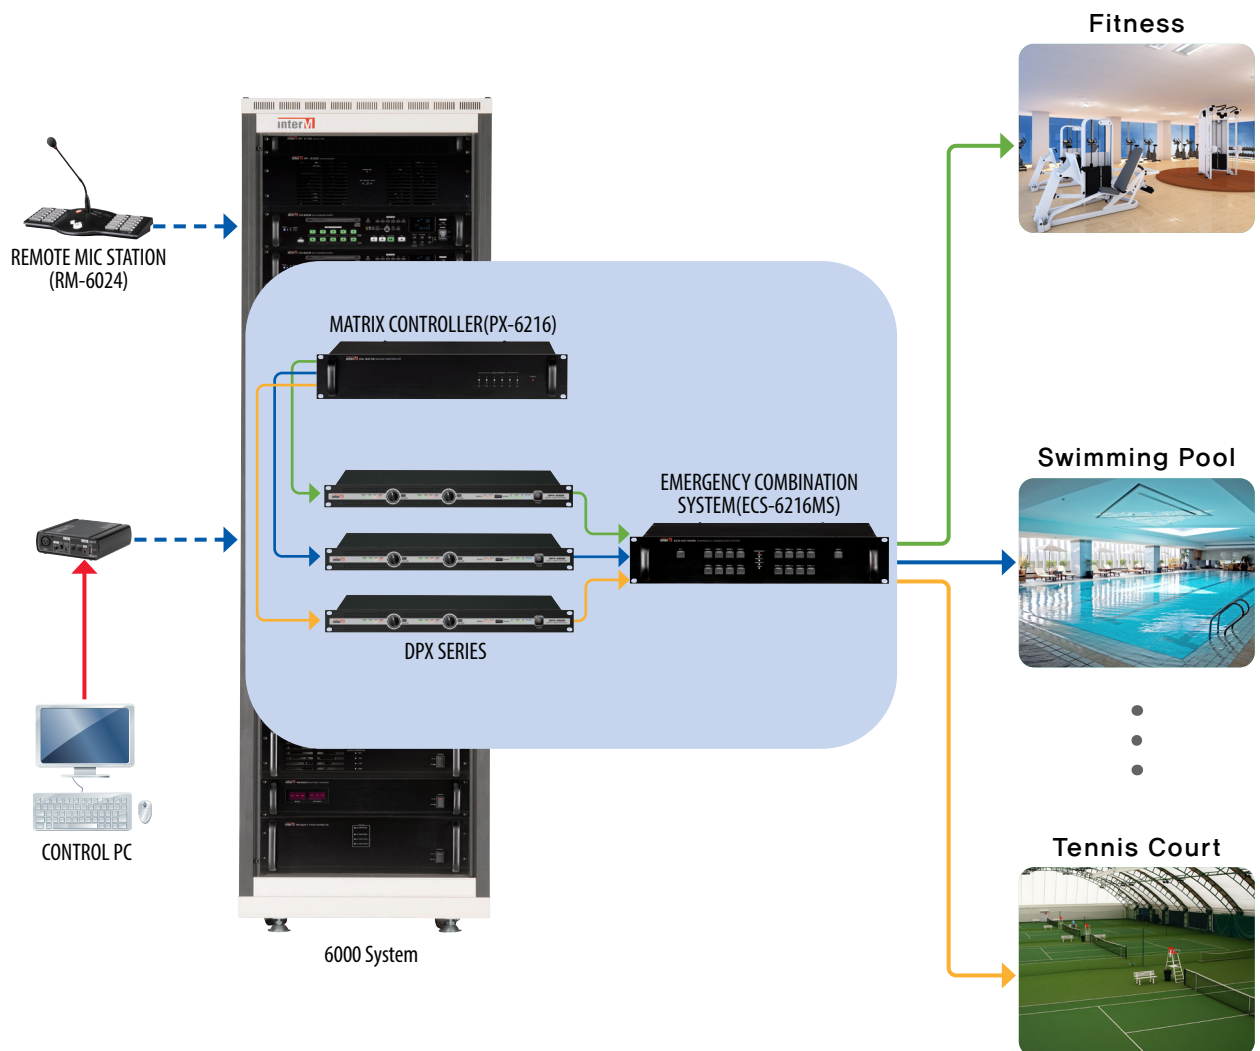 Fitness
interM
REMOTE MIC STATION
(RM-6024)
MATRIX CONTROLLER(PX-6216)
Swimming Pool
EMERGENCY COMBINATION
SYSTEM(ECS-6216MS)
DPX SERIES
CONTROL PC
Tennis Court
6000 System